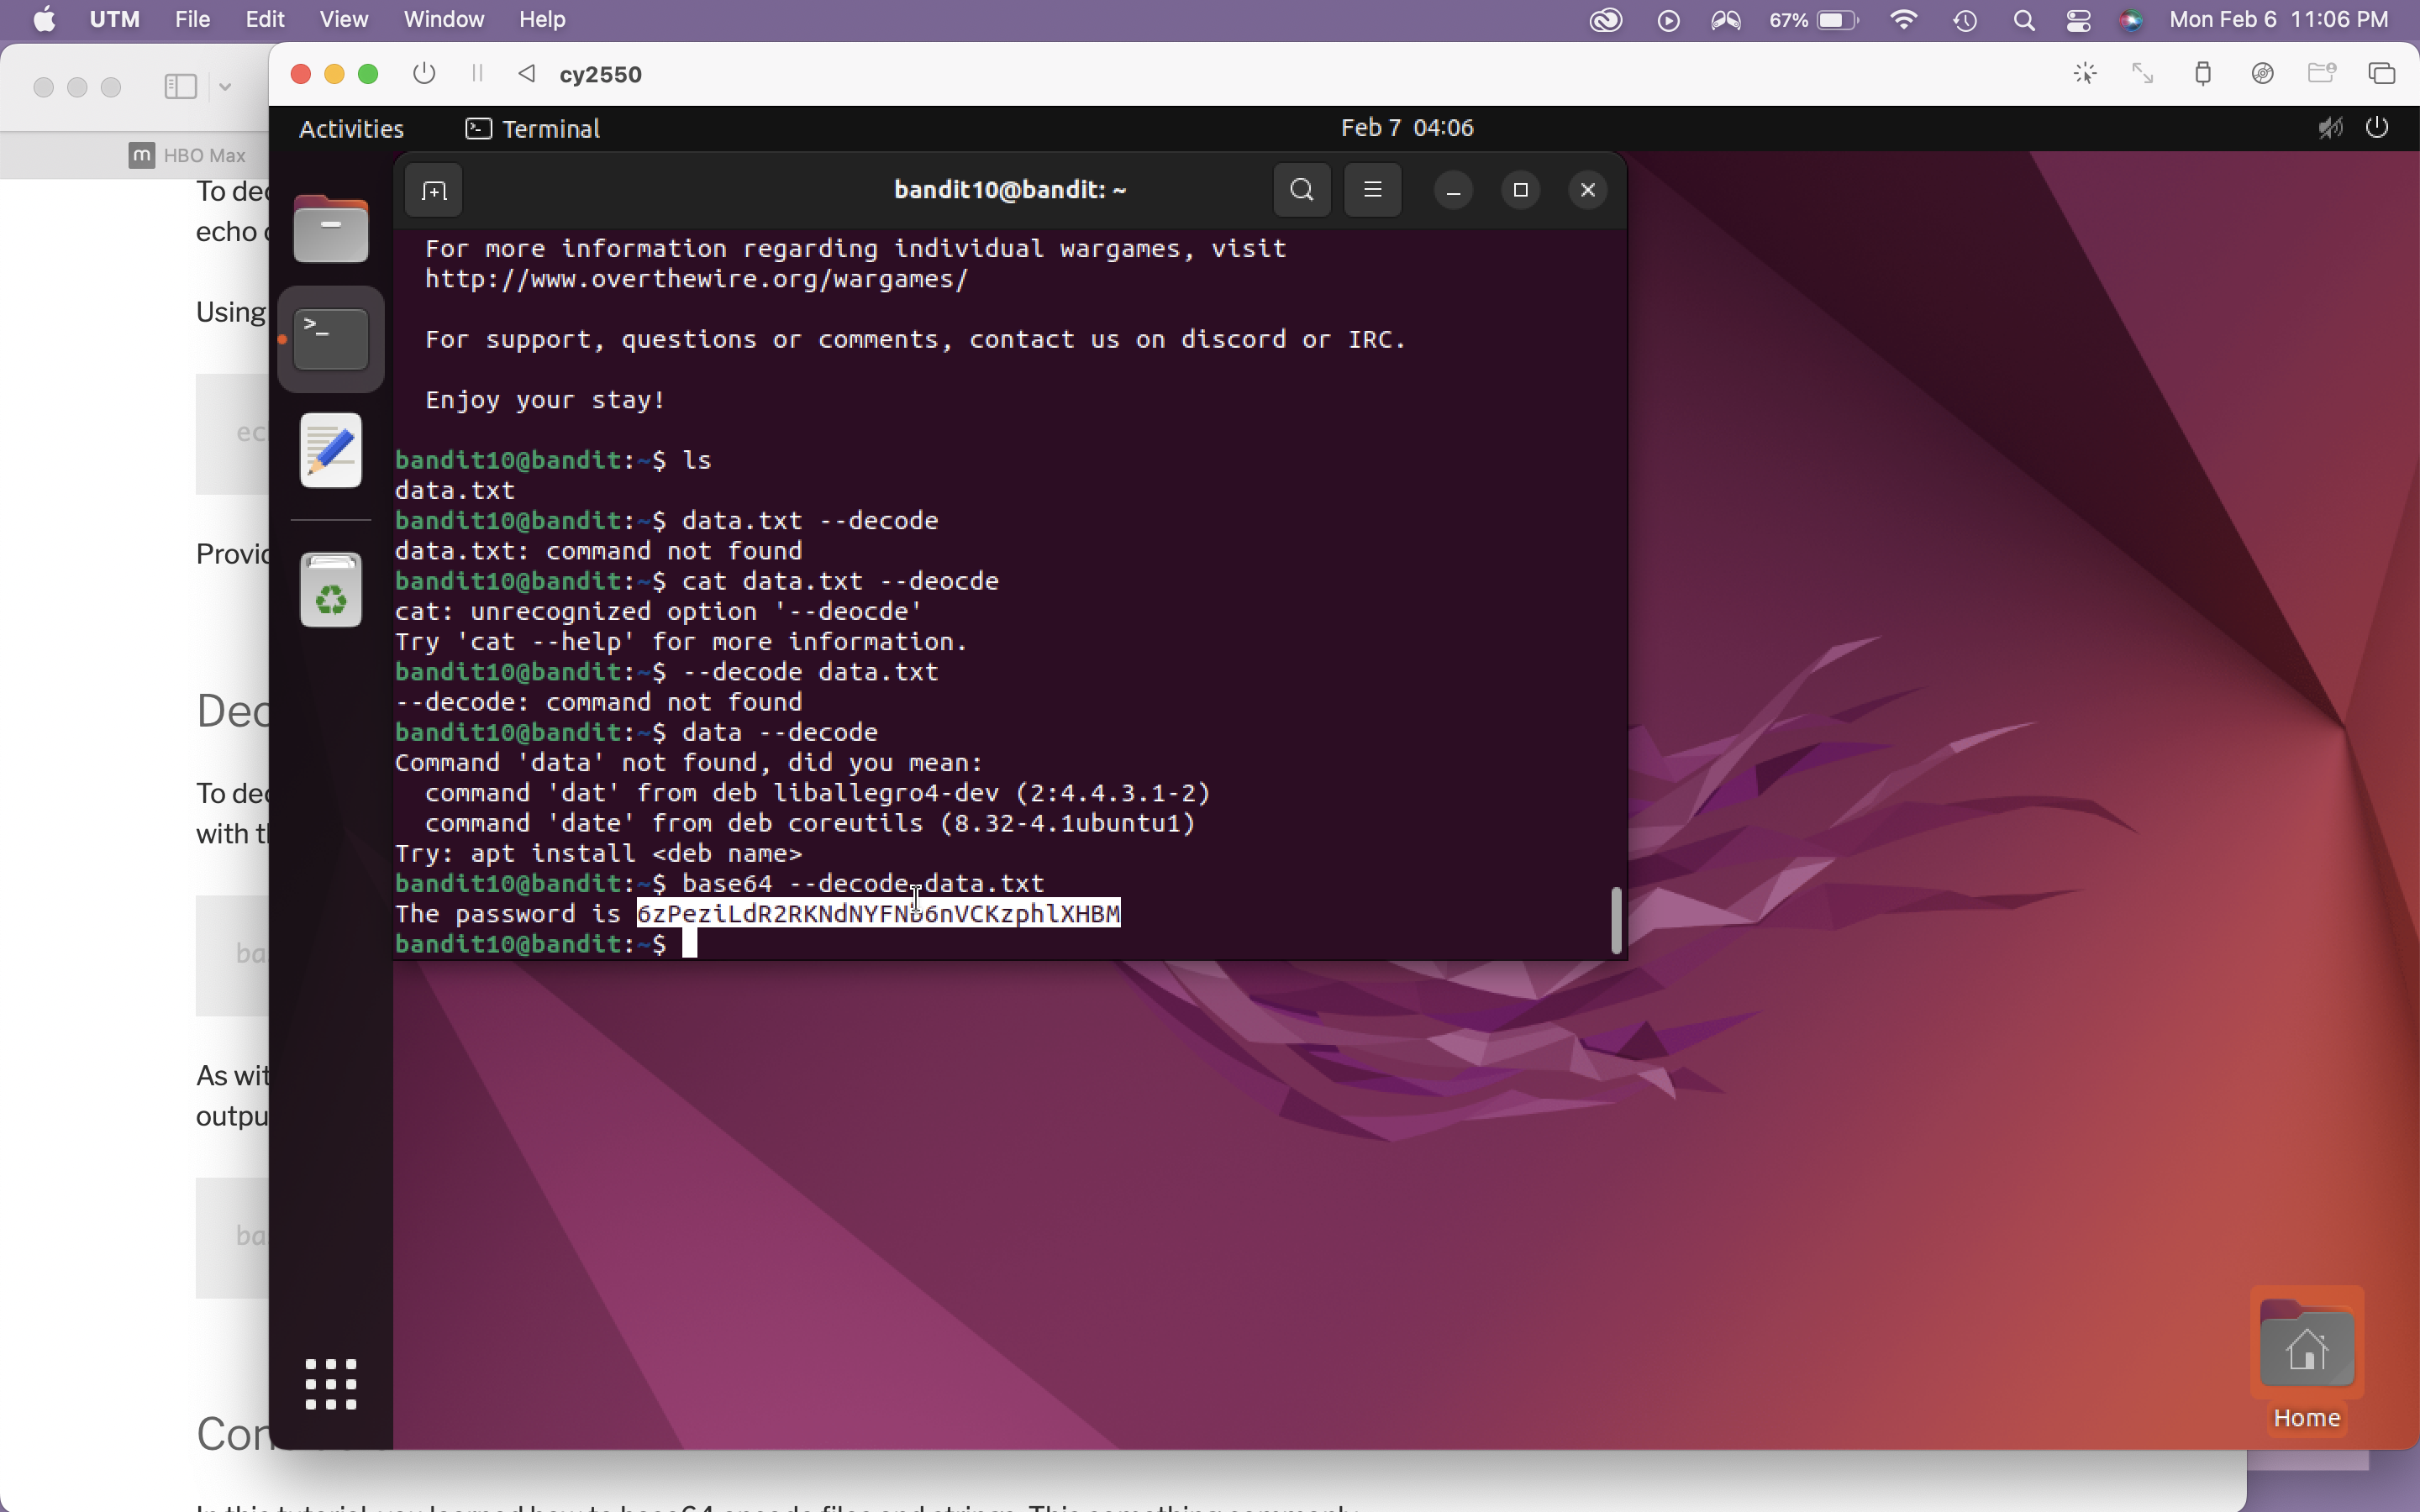 UTM File Edit View Window Help 67% Mon Feb 6 11:06 PM
cy2550
Activities Terminal Feb 7 04:06
m HBO Max
bandit10@bandit: ~
To dec
echo
Using
ec
Provid
Dec
To dec
with th
ba
As wit
outpu
ba
Con
For more information regarding individual wargames, visit
http://www.overthewire.org/wargames/
For support, questions or comments, contact us on discord or IRC.
Enjoy your stay!
bandit10@bandit:~$ ls
data.txt
bandit10@bandit:~$ data.txt --decode
data.txt: command not found
bandit10@bandit:~$ cat data.txt --deocde
cat: unrecognized option '--deocde'
Try 'cat --help' for more information.
bandit10@bandit:~$ --decode data.txt
--decode: command not found
bandit10@bandit:~$ data --decode
Command 'data' not found, did you mean:
command 'dat' from deb liballegro4-dev (2:4.4.3.1-2)
command 'date' from deb coreutils (8.32-4.1ubuntu1)
Try: apt install <deb name>
bandit10@bandit:~$ base64 --decode data.txt
The password is 6zPeziLdR2RKNdNYFNb6nVCKzphlXHBM
bandit10@bandit:~$
Home
In this tutorial, you learned how to base64 encode files and strings. This something commonly